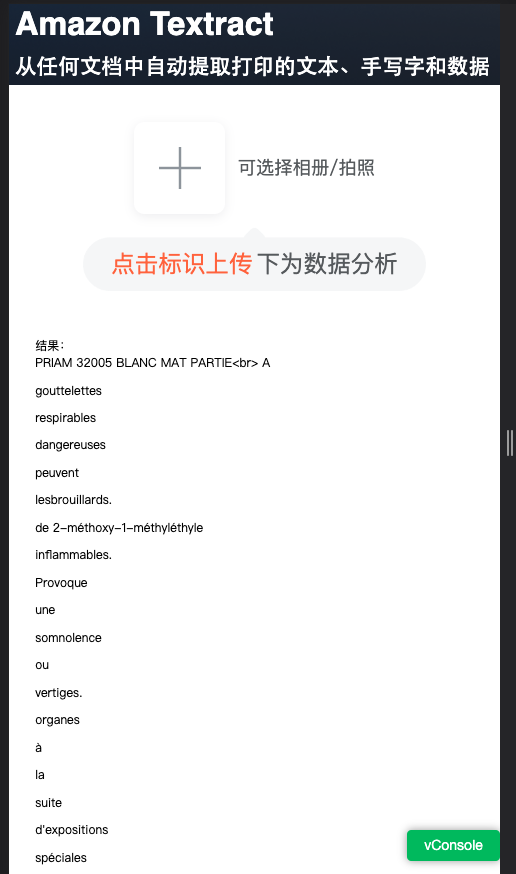 Amazon Textract
从任何文档中自动提取打印的文本、手写字和数据
可选择相册/拍照
点击标识上传 下为数据分析
结果：
PRIAM 32005 BLANC MAT PARTIE<br> A
gouttelettes
respirables
dangereuses
peuvent
lesbrouillards.
de 2-méthoxy-1-méthyléthyle
inflammables.
Provoque
une
somnolence
ou
vertiges.
organes
à
la
suite
d'expositions
spéciales
vConsole